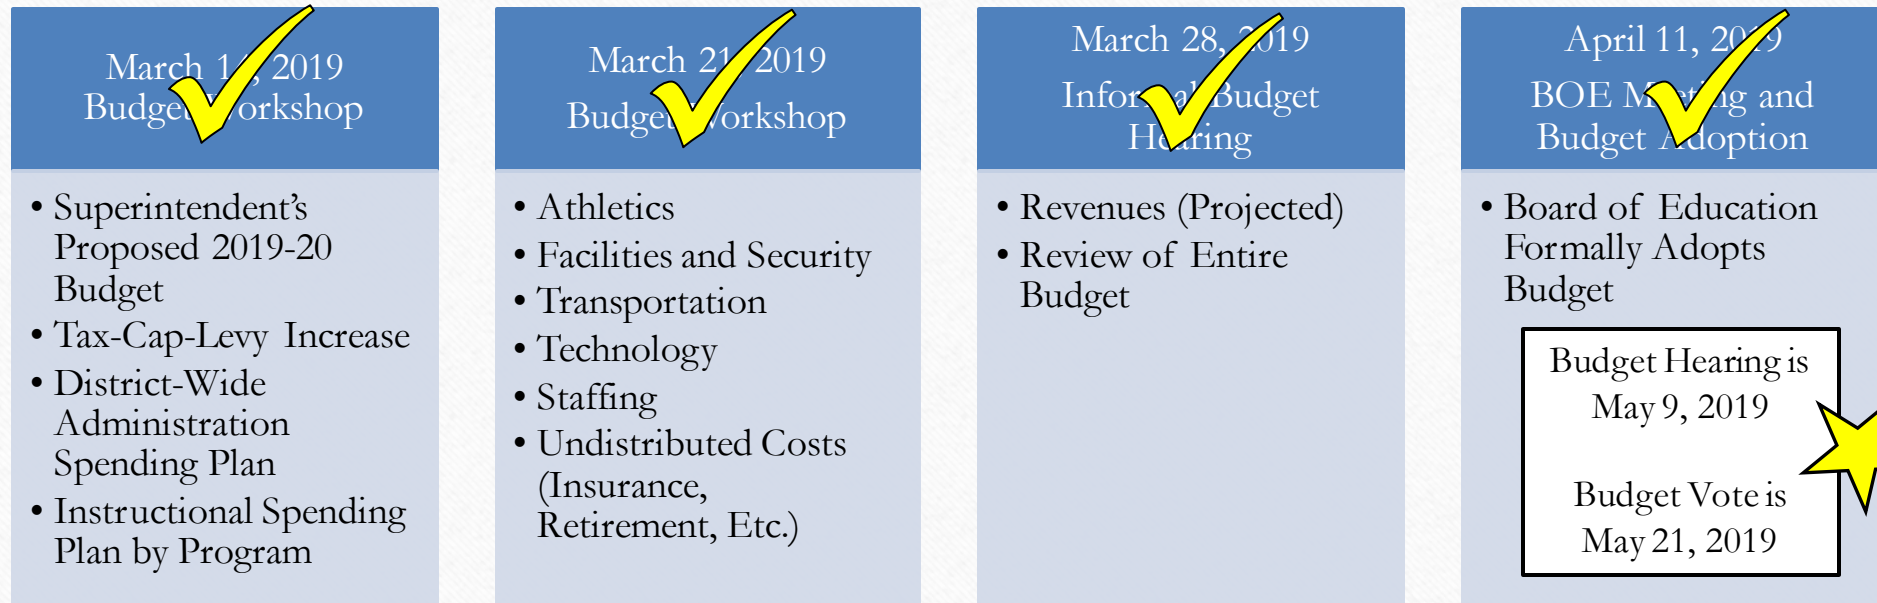 March 14, 2019
Budget Workshop
• Superintendent’s
Proposed 2019-20
Budget
• Tax-Cap-Levy Increase
• District-Wide
Administration
Spending Plan
• Instructional Spending
Plan by Program
March 21, 2019
Budget Workshop
• Athletics
• Facilities and Security
• Transportation
• Technology
• Staffing
• Undistributed Costs
(Insurance,
Retirement, Etc.)
March 28, 2019
Informal Budget
Hearing
• Revenues (Projected)
• Review of Entire
Budget
April 11, 2019
BOE Meeting and
Budget Adoption
• Board of Education
Formally Adopts
Budget
Budget Hearing is
May 9, 2019
Budget Vote is
May 21, 2019